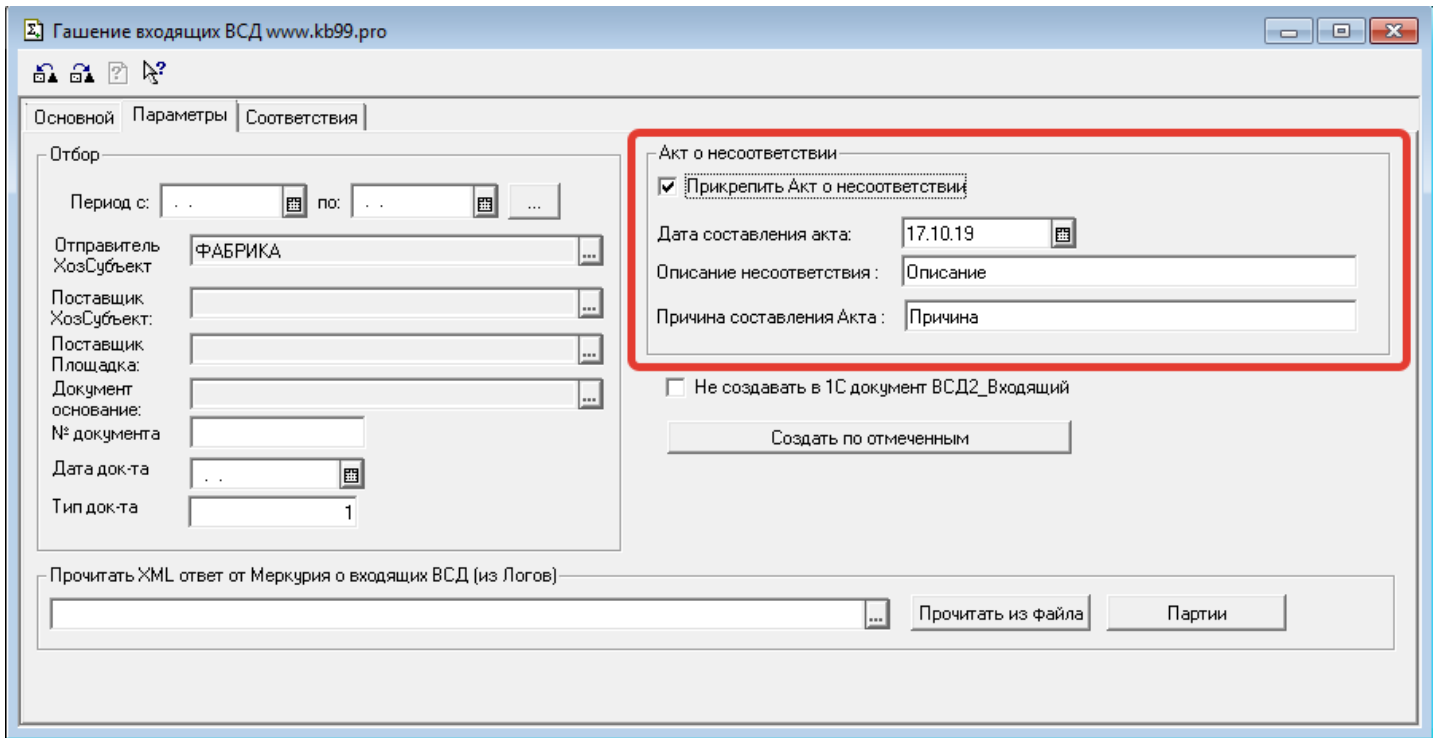 Гашение входящих ВСД www.kb99.pro
Основной Параметры Соответствия
Отбор
Период с: . . по: . . ...
Отправитель
ХозСубъект
ФАБРИКА ...
Поставщик
ХозСубъект:
...
Поставщик
Площадка:
...
Документ
основание:
...
№ документа
Дата док-та . .
Тип док-та 1
Акт о несоответствии
Прикрепить Акт о несоответствии
Дата составления акта: 17.10.19
Описание несоответствия : Описание
Причина составления Акта : Причина
Не создавать в 1С документ ВСД2_Входящий
Создать по отмеченным
Прочитать XML ответ от Меркурия о входящих ВСД (из Логов)
... Прочитать из файла Партии